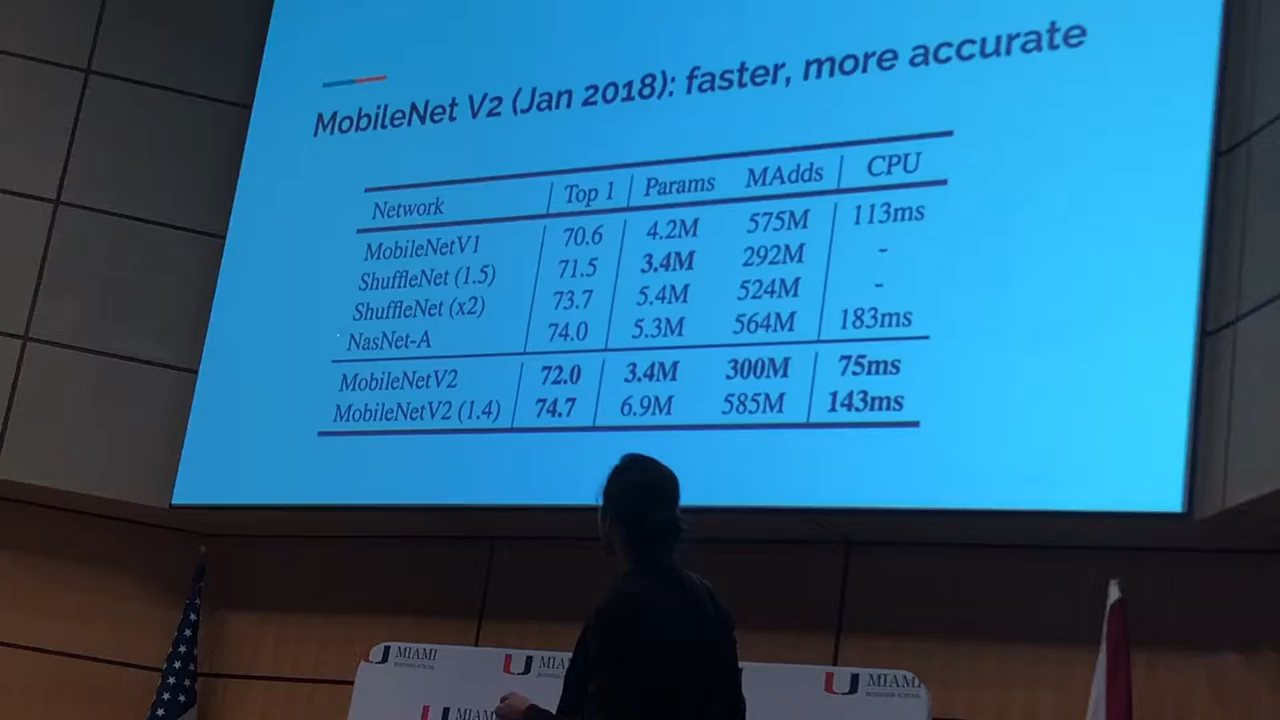 MobileNet V2 (Jan 2018): faster, more accurate
Network Top 1 Params MAdds CPU
MobileNetV1 70.6 4.2M 575M 113ms
ShuffleNet (1.5) 71.5 3.4M 292M -
ShuffleNet (x2) 73.7 5.4M 524M -
NasNet-A 74.0 5.3M 564M 183ms
MobileNetV2 72.0 3.4M 300M 75ms
MobileNetV2 (1.4) 74.7 6.9M 585M 143ms
MIAMI
MIA
MIAMI
MIAMI